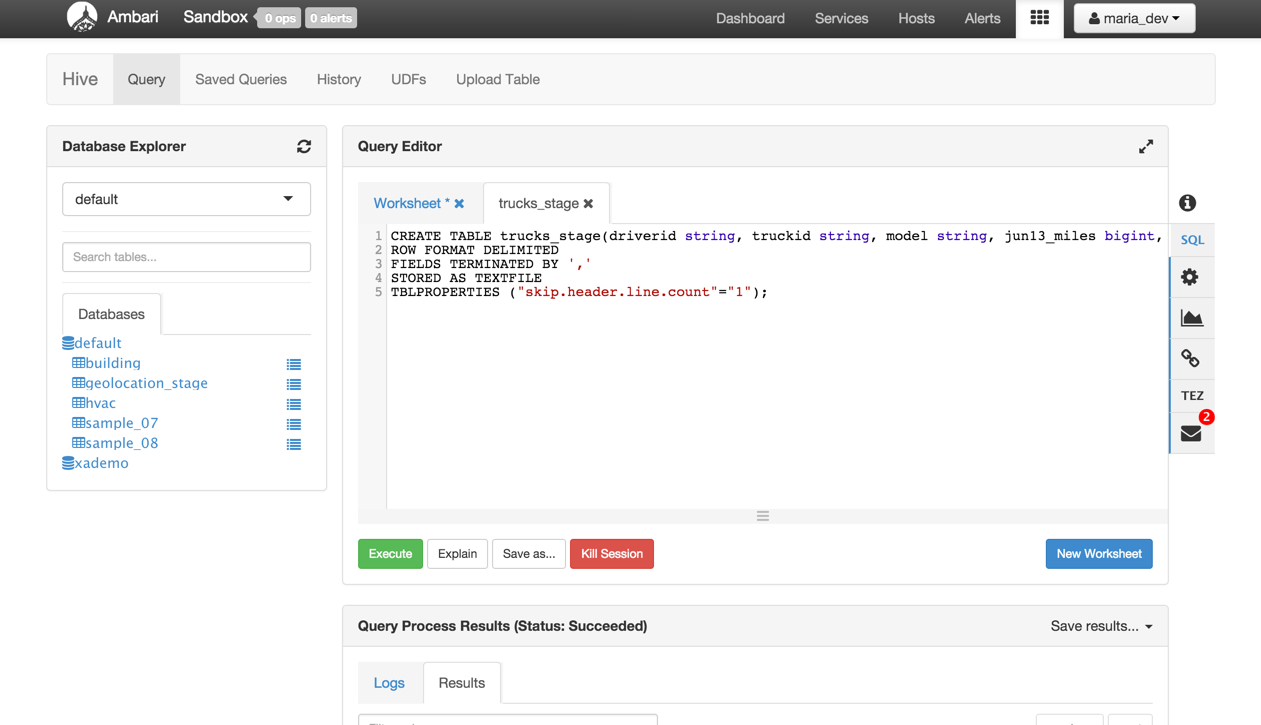 Ambari Sandbox 0 ops 0 alerts Dashboard Services Hosts Alerts maria_dev
Hive Query Saved Queries History UDFs Upload Table
Database Explorer
default
Search tables...
Databases
default
building
geolocation_stage
hvac
sample_07
sample_08
xademo
Query Editor
Worksheet * trucks_stage
1 CREATE TABLE trucks_stage(driverid string, truckid string, model string, jun13_miles bigint,
2 ROW FORMAT DELIMITED
3 FIELDS TERMINATED BY ','
4 STORED AS TEXTFILE
5 TBLPROPERTIES ("skip.header.line.count"="1");
Execute Explain Save as... Kill Session New Worksheet
SQL
TEZ
2
Query Process Results (Status: Succeeded) Save results...
Logs Results